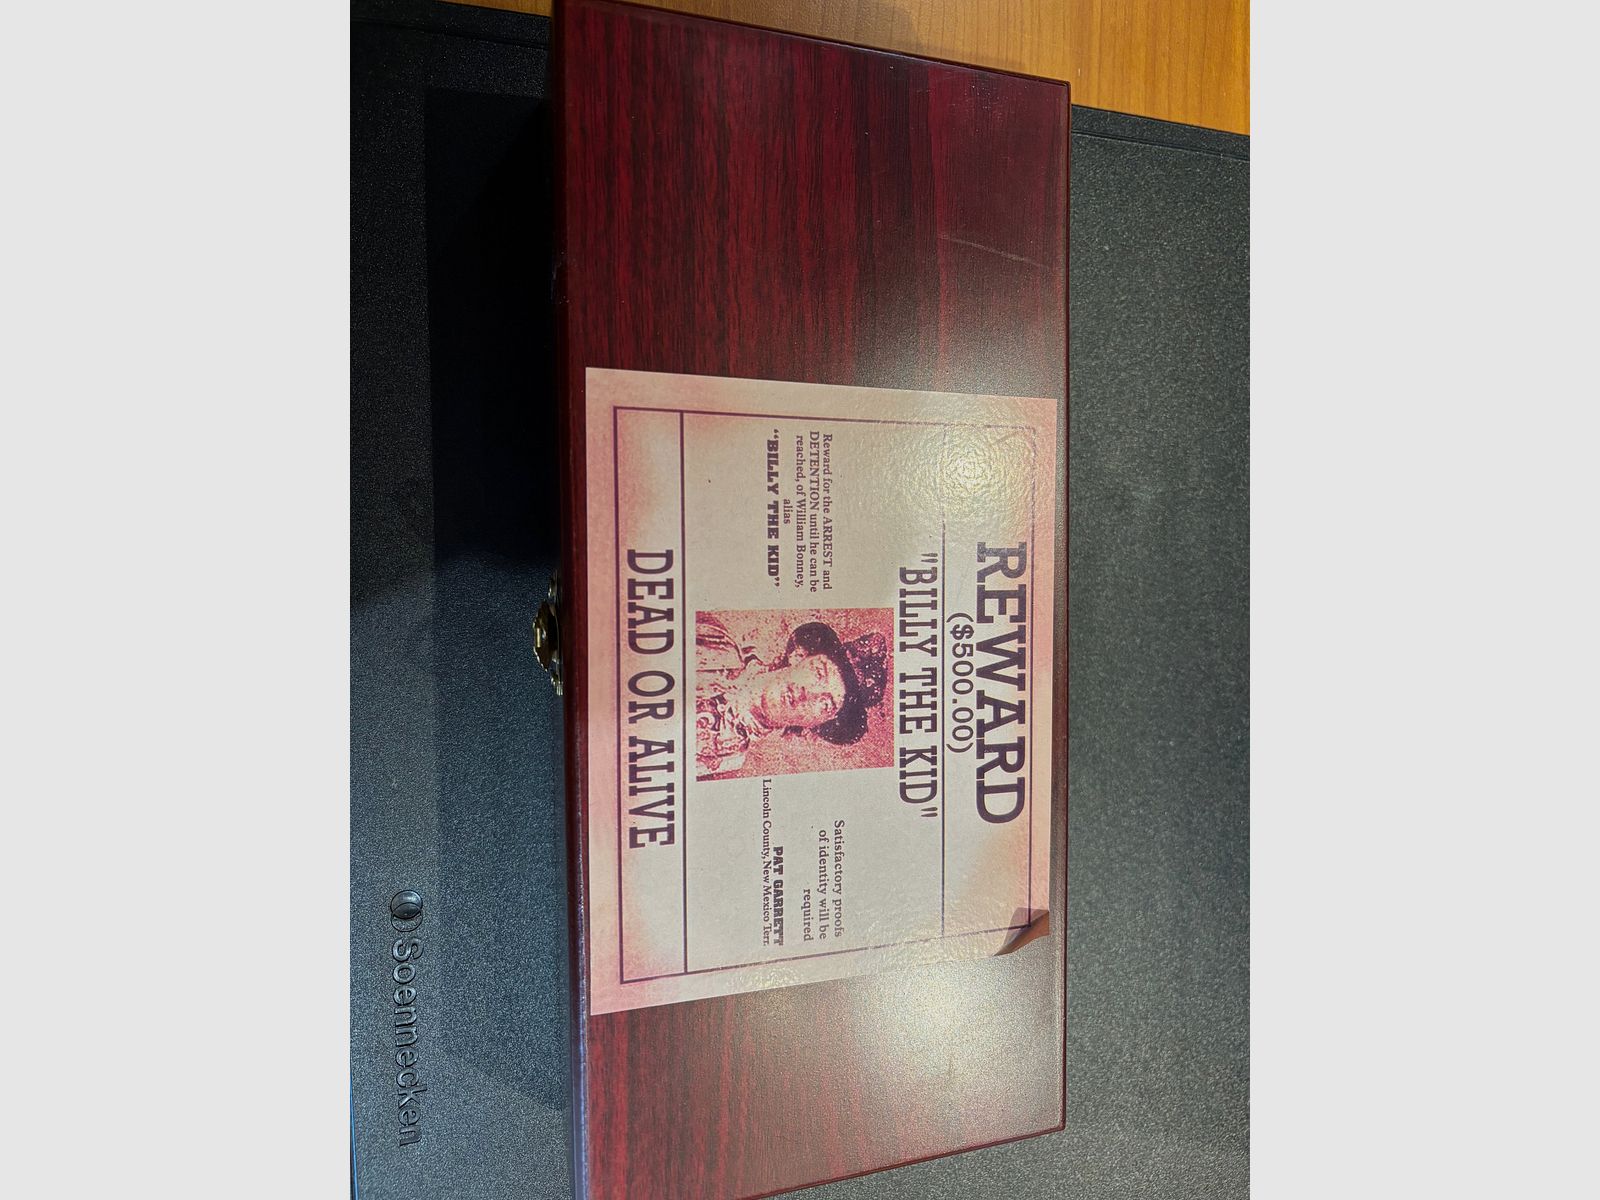 REWARD
($500.00)
"BILLY THE KID"
Reward for the ARREST and
DETENTION until he can be
reached, of William Bonney,
alias
“BILLY THE KID”
Satisfactory proofs
of identity will be
required
PAT GARRETT
Lincoln County, New Mexico Terr.
DEAD OR ALIVE
Soennecken